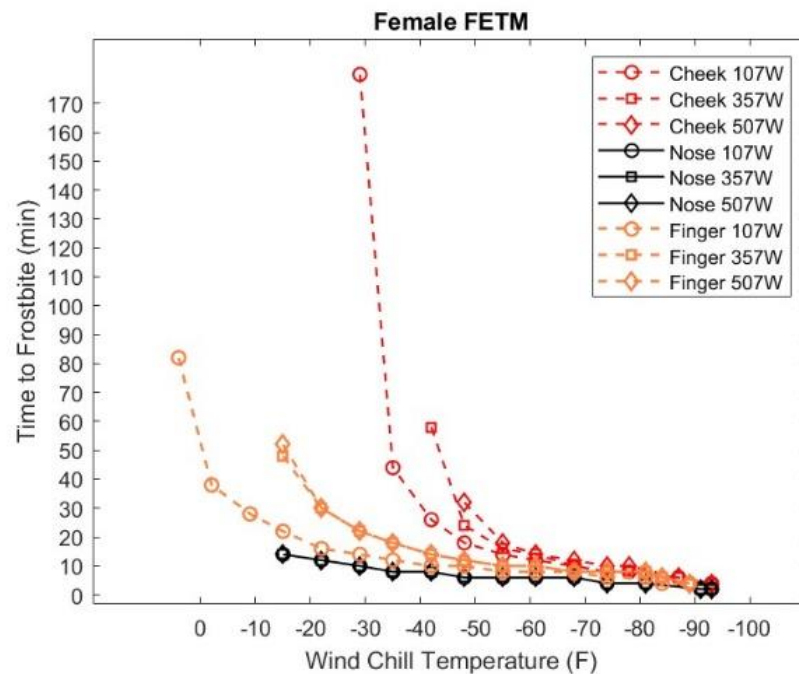 Female FETM
Cheek 107W
Cheek 357W
Cheek 507W
Nose 107W
Nose 357W
Nose 507W
Finger 107W
Finger 357W
Finger 507W
Time to Frostbite (min)
170
160
150
140
130
120
110
100
90
80
70
60
50
40
30
20
10
0
0 -10 -20 -30 -40 -50 -60 -70 -80 -90 -100
Wind Chill Temperature (F)